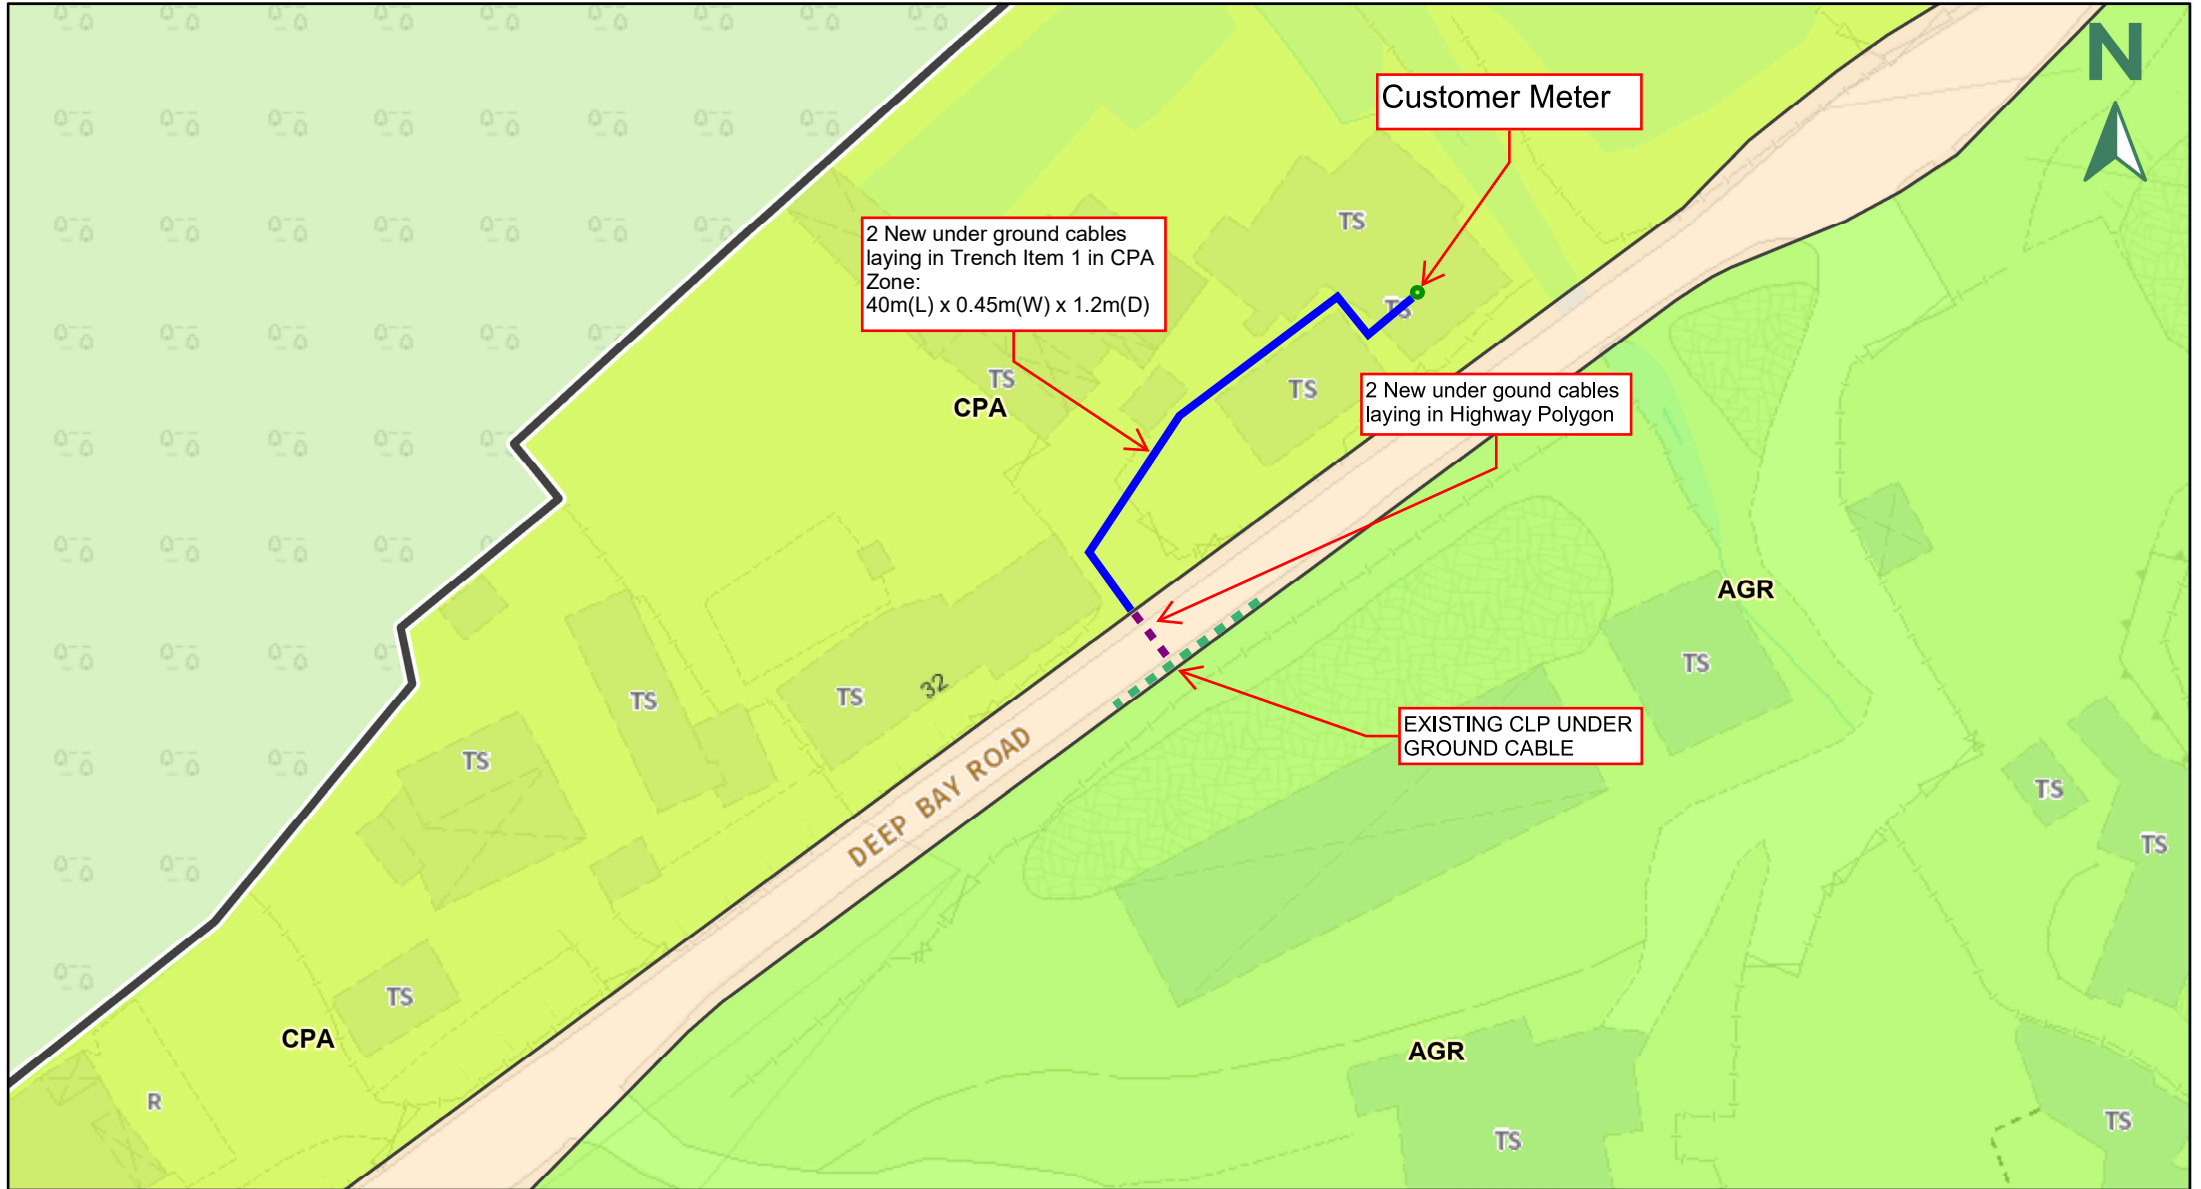 N
Customer Meter
TS
2 New under ground cables
laying in Trench Item 1 in CPA
Zone:
40m(L) x 0.45m(W) x 1.2m(D)
TS
TS
CPA
TS
2 New under gound cables
laying in Highway Polygon
AGR
TS
TS
TS
32
EXISTING CLP UNDER
GROUND CABLE
TS
DEEP BAY ROAD
TS
TS
TS
CPA
AGR
R
TS
TS